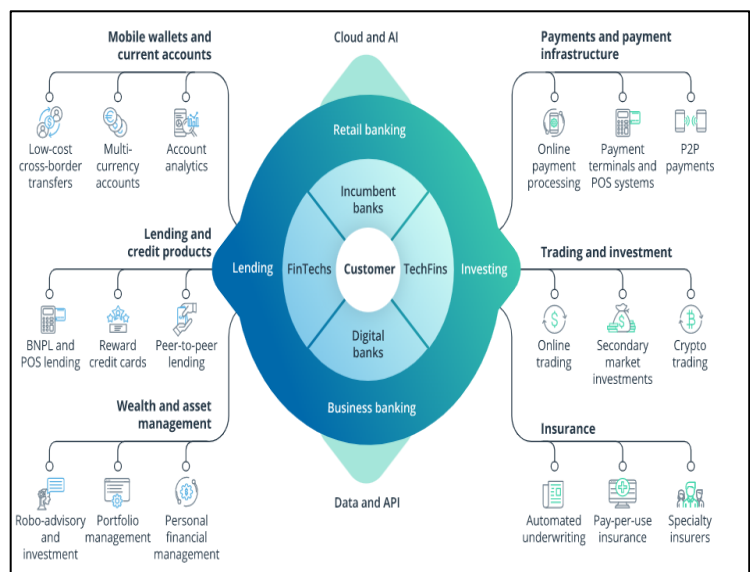 Mobile wallets and
current accounts
Low-cost
cross-border
transfers
Multi-
currency
accounts
Account
analytics
Lending and
credit products
BNPL and
POS lending
Reward
credit cards
Peer-to-peer
lending
Wealth and asset
management
Robo-advisory
and
investment
Portfolio
management
Personal
financial
management
Cloud and AI
Retail banking
Incumbent
banks
Lending
FinTechs
Customer
TechFins
Investing
Digital
banks
Business banking
Data and API
Payments and payment
infrastructure
Online
payment
processing
Payment
terminals and
POS systems
P2P
payments
Trading and investment
Online
trading
Secondary
market
investments
Crypto
trading
Insurance
Automated
underwriting
Pay-per-use
insurance
Specialty
insurers